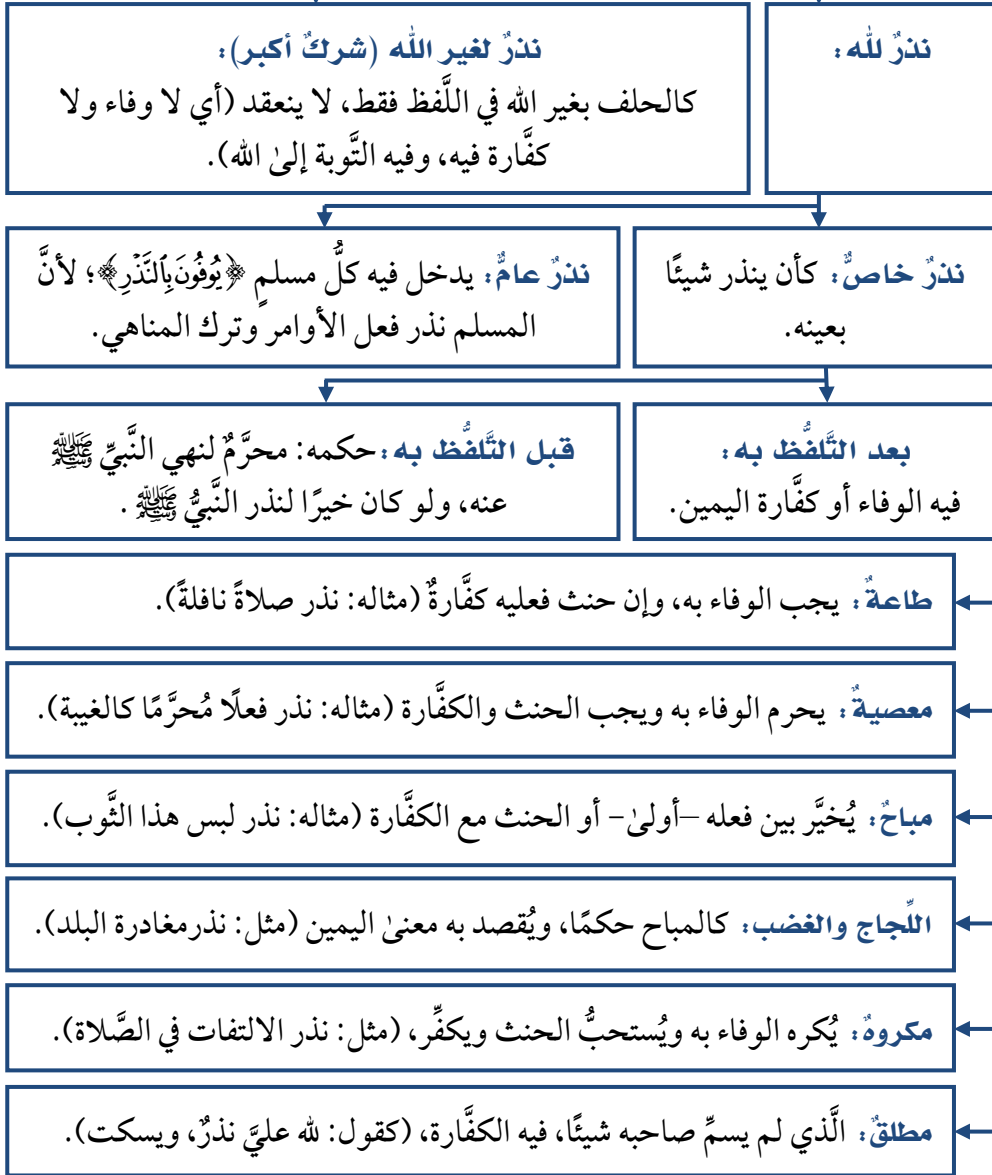 نذرٌ لله:
نذرٌ لغير الله (شركٌ أكبر):
كالحلف بغير الله في اللَّفظ فقط، لا ينعقد (أي لا وفاء ولا
كفَّارة فيه، وفيه التَّوبة إلىٰ الله).
نذرٌ خاصٌّ: كأن ينذر شيئًا
بعينه.
نذرٌ عامٌّ: يدخل فيه كلُّ مسلمٍ ﴿يُوفُونَ بِٱلنَّذۡرِ﴾؛ لأنَّ
المسلم نذر فعل الأوامر وترك المناهي.
بعد التَّلفُّظ به:
فيه الوفاء أو كفَّارة اليمين.
قبل التَّلفُّظ به: حكمه: محرَّمٌ لنهي النَّبيِّ ﷺ
عنه، ولو كان خيرًا لنذر النَّبيُّ ﷺ.
طاعةٌ: يجب الوفاء به، وإن حنث فعليه كفَّارةٌ (مثاله: نذر صلاةً نافلةً).
معصيةٌ: يحرم الوفاء به ويجب الحنث والكفَّارة (مثاله: نذر فعلًا مُحرَّمًا كالغيبة).
مباحٌ: يُخيَّر بين فعله –أولىٰ- أو الحنث مع الكفَّارة (مثاله: نذر لبس هذا الثَّوب).
اللِّجاج والغضب: كالمباح حكمًا، ويُقصد به معنىٰ اليمين (مثل: نذرمغادرة البلد).
مكروهٌ: يُكره الوفاء به ويُستحبُّ الحنث ويكفِّر، (مثل: نذر الالتفات في الصَّلاة).
مطلقٌ: الَّذي لم يسمِّ صاحبه شيئًا، فيه الكفَّارة، (كقول: لله عليَّ نذرٌ، ويسكت).